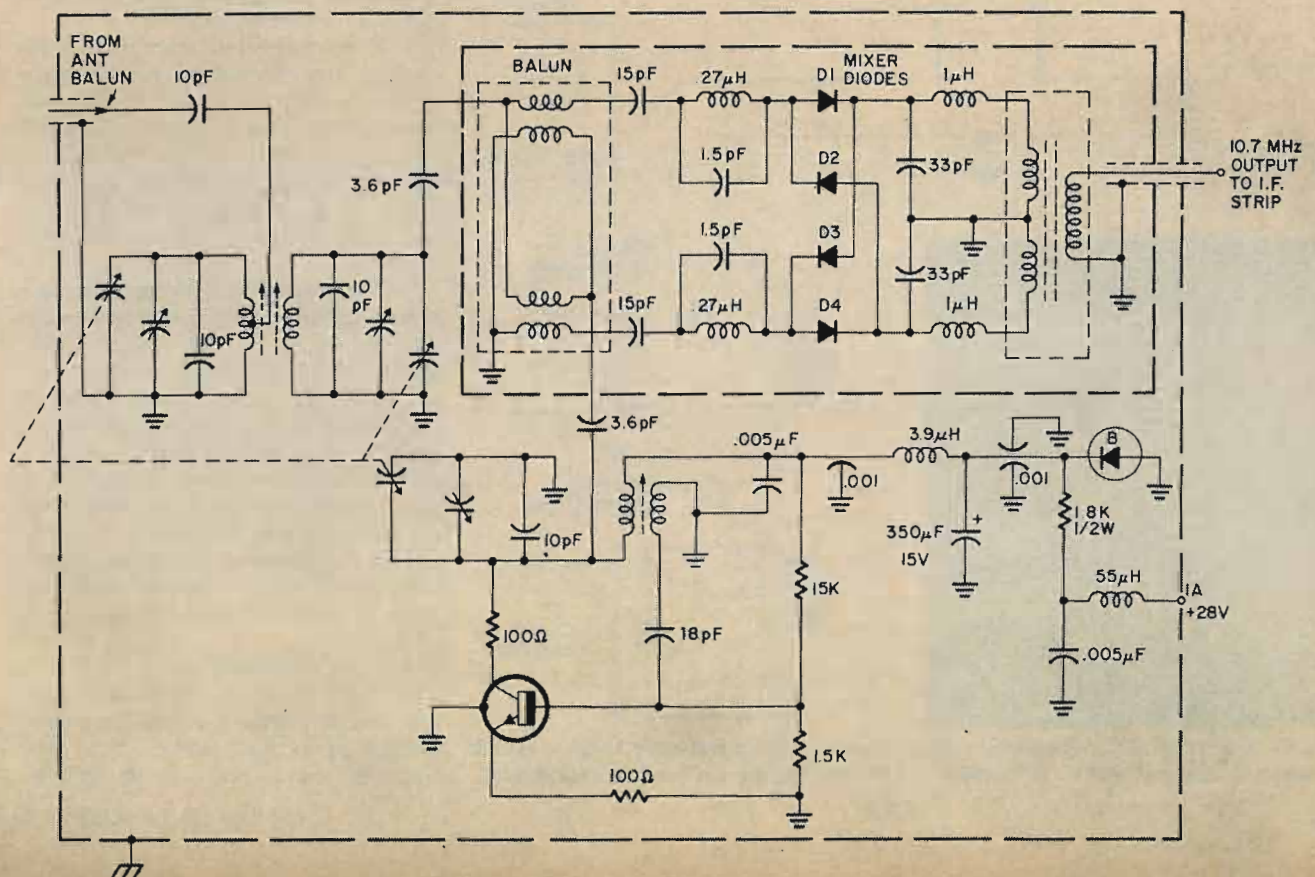 FROM
ANT
BALUN
10pF
BALUN
15pF
27µH
D1
MIXER
DIODES
1µH
1.5pF
D2
33pF
10.7 MHz
OUTPUT
TO I.F.
STRIP
3.6pF
1.5pF
D3
33pF
10
pF
10pF
15pF
.27µH
D4
1µH
3.6pF
.005µF
3.9µH
B
.001
.001
10pF
350µF
15V
+
1.8K
1/2W
15K
55µH
1A
+28V
100Ω
18pF
.005µF
1.5K
100Ω